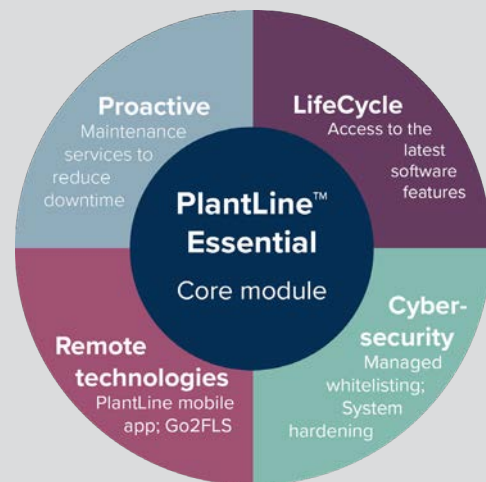 Proactive
Maintenance
services to
reduce
downtime
LifeCycle
Access to the
latest
software
features
PlantLine™
Essential
Core module
Remote
technologies
PlantLine mobile
app; Go2FLS
Cyber-
security
Managed
whitelisting;
System
hardening